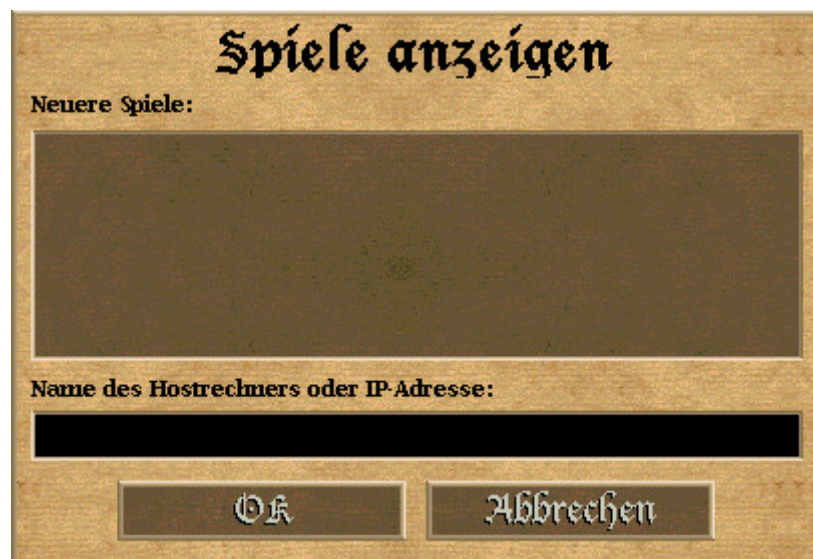 Spiele anzeigen
Neuere Spiele:
Name des Hostrechners oder IP-Adresse:
Ok
Abbrechen